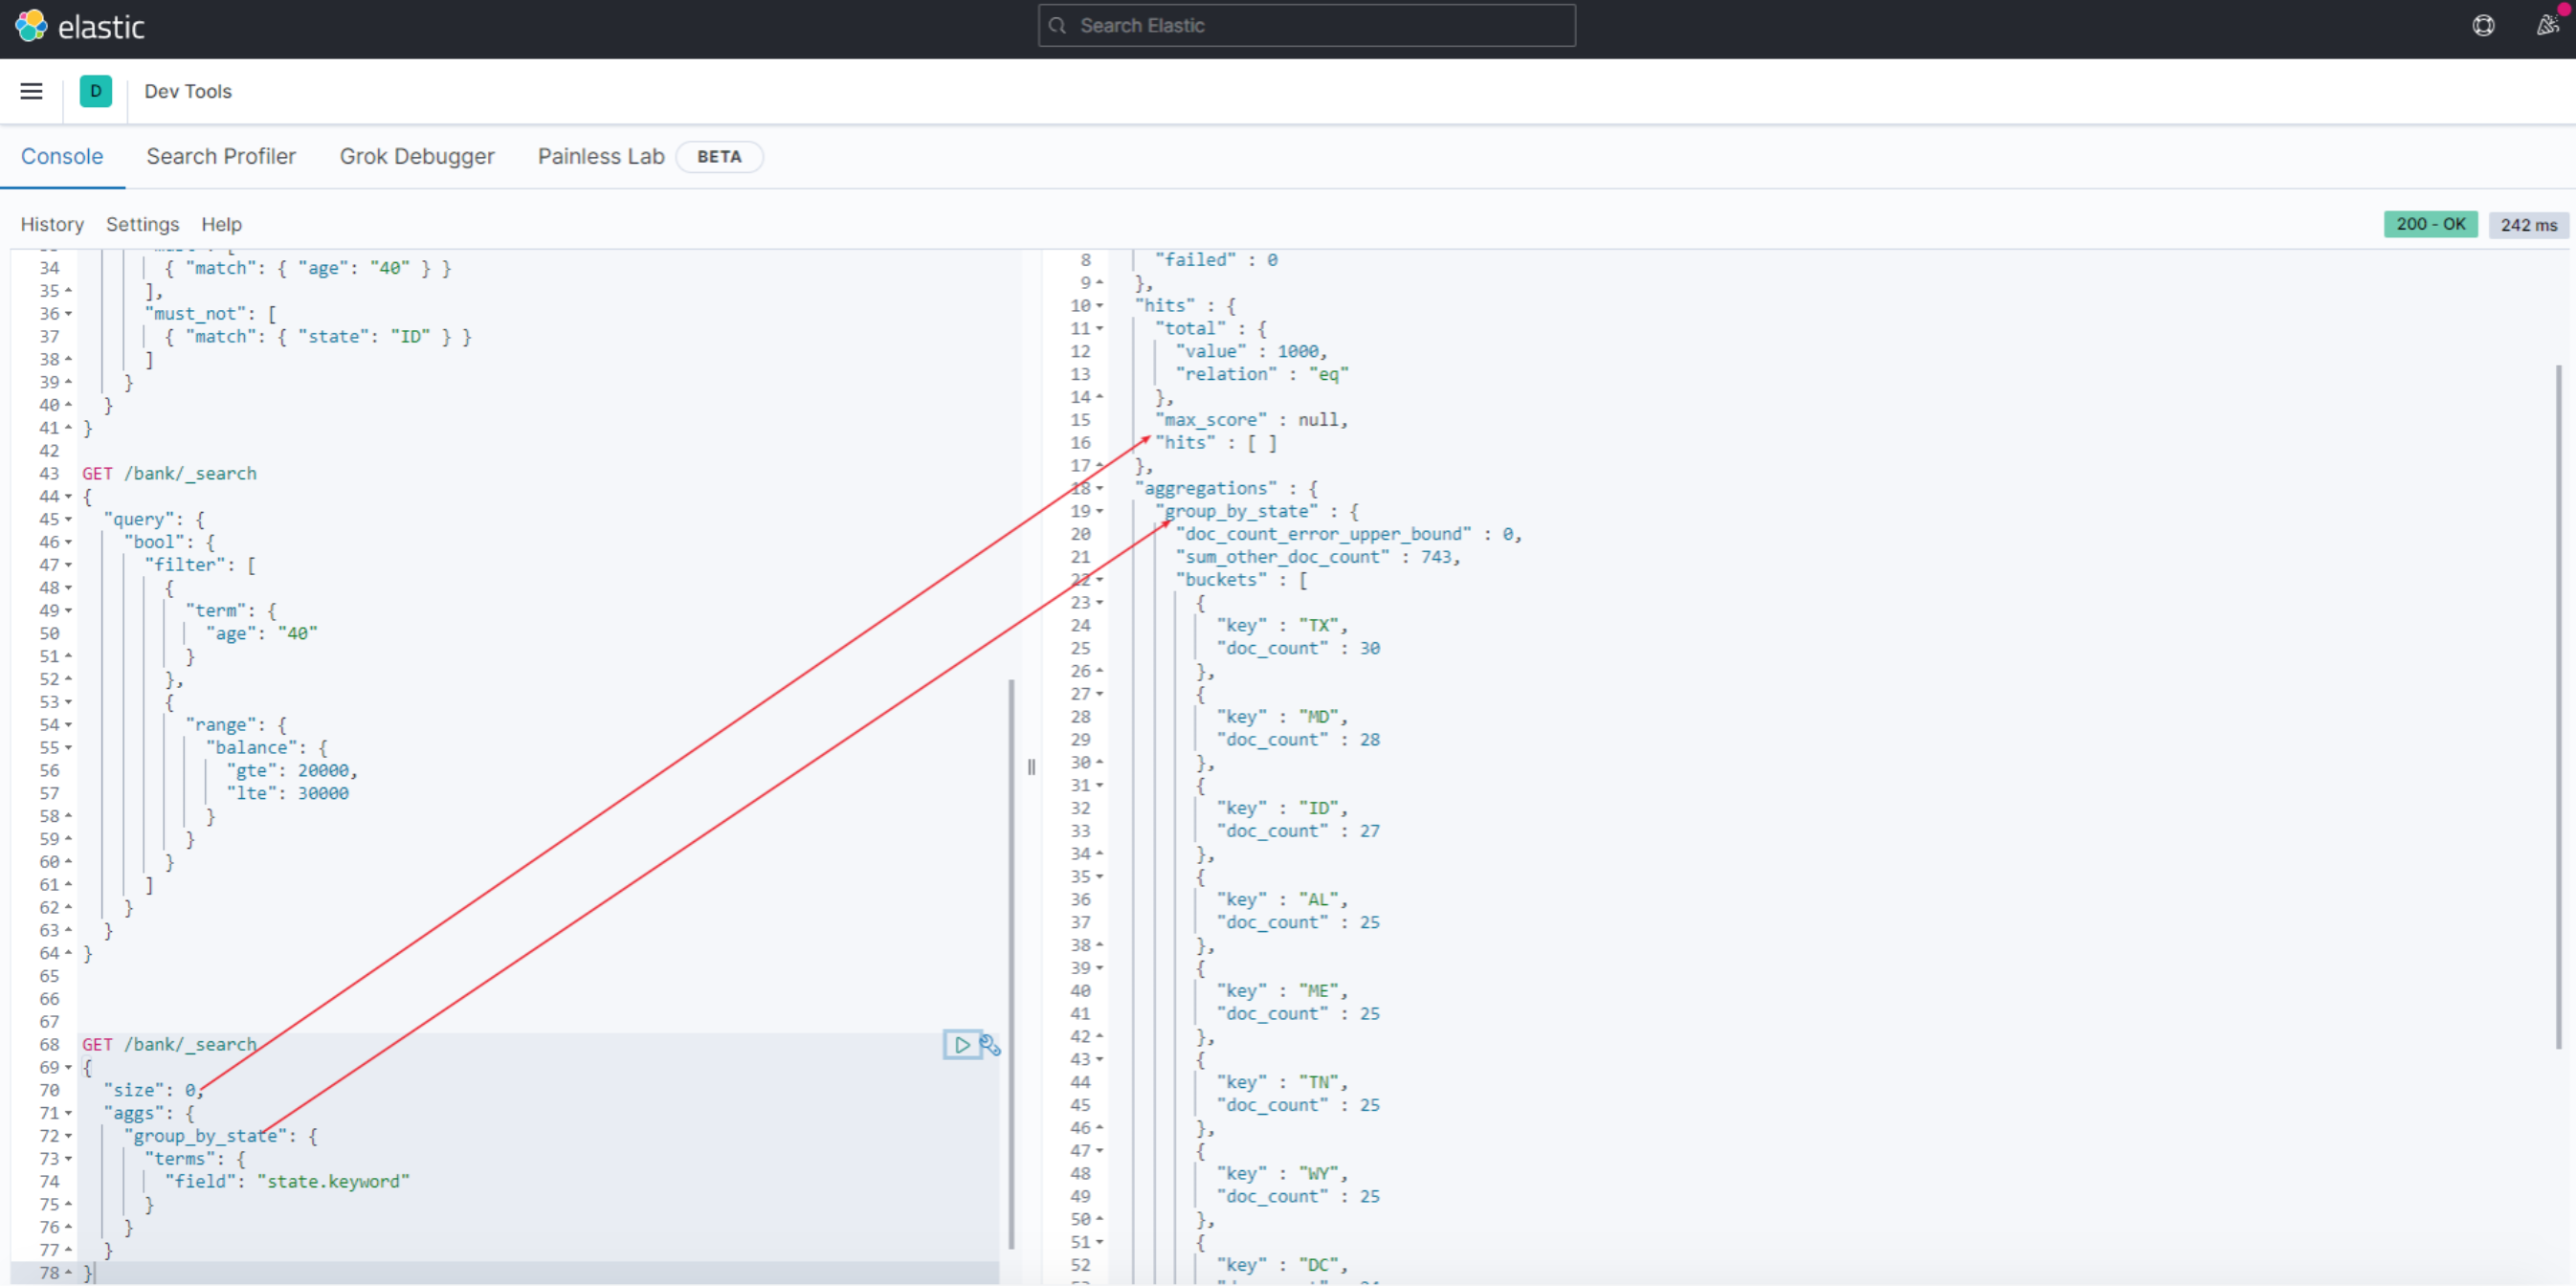 elastic
Search Elastic
D
Dev Tools
Console Search Profiler Grok Debugger Painless Lab BETA
History Settings Help
200 - OK 242 ms
34 { "match": { "age": "40" } }
35 ],
36 "must_not": [
37 { "match": { "state": "ID" } }
38 ]
39 }
40 }
41 }
42
43 GET /bank/_search
44 {
45 "query": {
46 "bool": {
47 "filter": [
48 {
49 "term": {
50 "age": "40"
51 }
52 },
53 {
54 "range": {
55 "balance": {
56 "gte": 20000,
57 "lte": 30000
58 }
59 }
60 }
61 ]
62 }
63 }
64 }
65
66
67
68 GET /bank/_search
69 {
70 "size": 0,
71 "aggs": {
72 "group_by_state": {
73 "terms": {
74 "field": "state.keyword"
75 }
76 }
77 }
78 }
8 "failed" : 0
9 },
10 "hits" : {
11 "total" : {
12 "value" : 1000,
13 "relation" : "eq"
14 },
15 "max_score" : null,
16 "hits" : [ ]
17 },
18 "aggregations" : {
19 "group_by_state" : {
20 "doc_count_error_upper_bound" : 0,
21 "sum_other_doc_count" : 743,
22 "buckets" : [
23 {
24 "key" : "TX",
25 "doc_count" : 30
26 },
27 {
28 "key" : "MD",
29 "doc_count" : 28
30 },
31 {
32 "key" : "ID",
33 "doc_count" : 27
34 },
35 {
36 "key" : "AL",
37 "doc_count" : 25
38 },
39 {
40 "key" : "ME",
41 "doc_count" : 25
42 },
43 {
44 "key" : "TN",
45 "doc_count" : 25
46 },
47 {
48 "key" : "WY",
49 "doc_count" : 25
50 },
51 {
52 "key" : "DC",